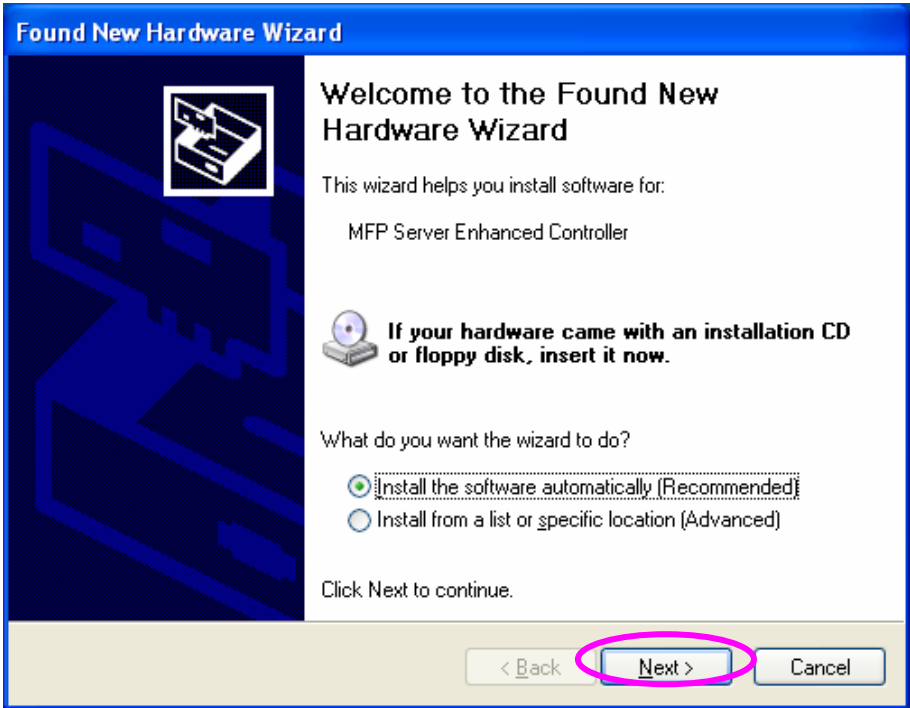 Found New Hardware Wizard
Welcome to the Found New
Hardware Wizard
This wizard helps you install software for:
MFP Server Enhanced Controller
If your hardware came with an installation CD
or floppy disk, insert it now.
What do you want the wizard to do?
Install the software automatically (Recommended)
Install from a list or specific location (Advanced)
Click Next to continue.
< Back Next > Cancel